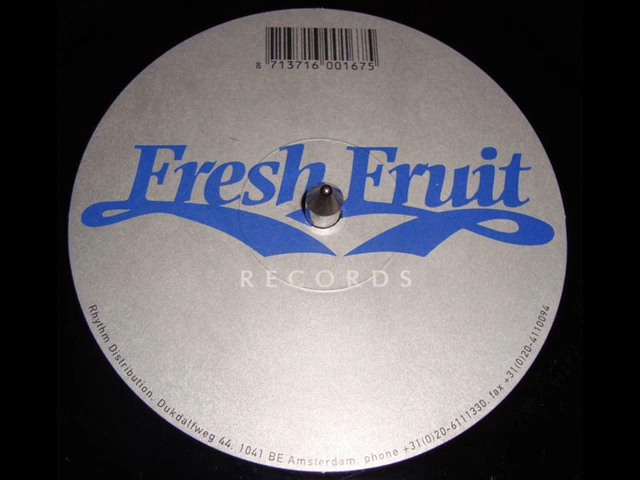 8 713716 001675
Fresh Fruit
RECORDS
Rhythm Distribution, Dukdalfweg 44, 1041 BE Amsterdam. phone +31(0)20-6111330. fax +31(0)20-4110094